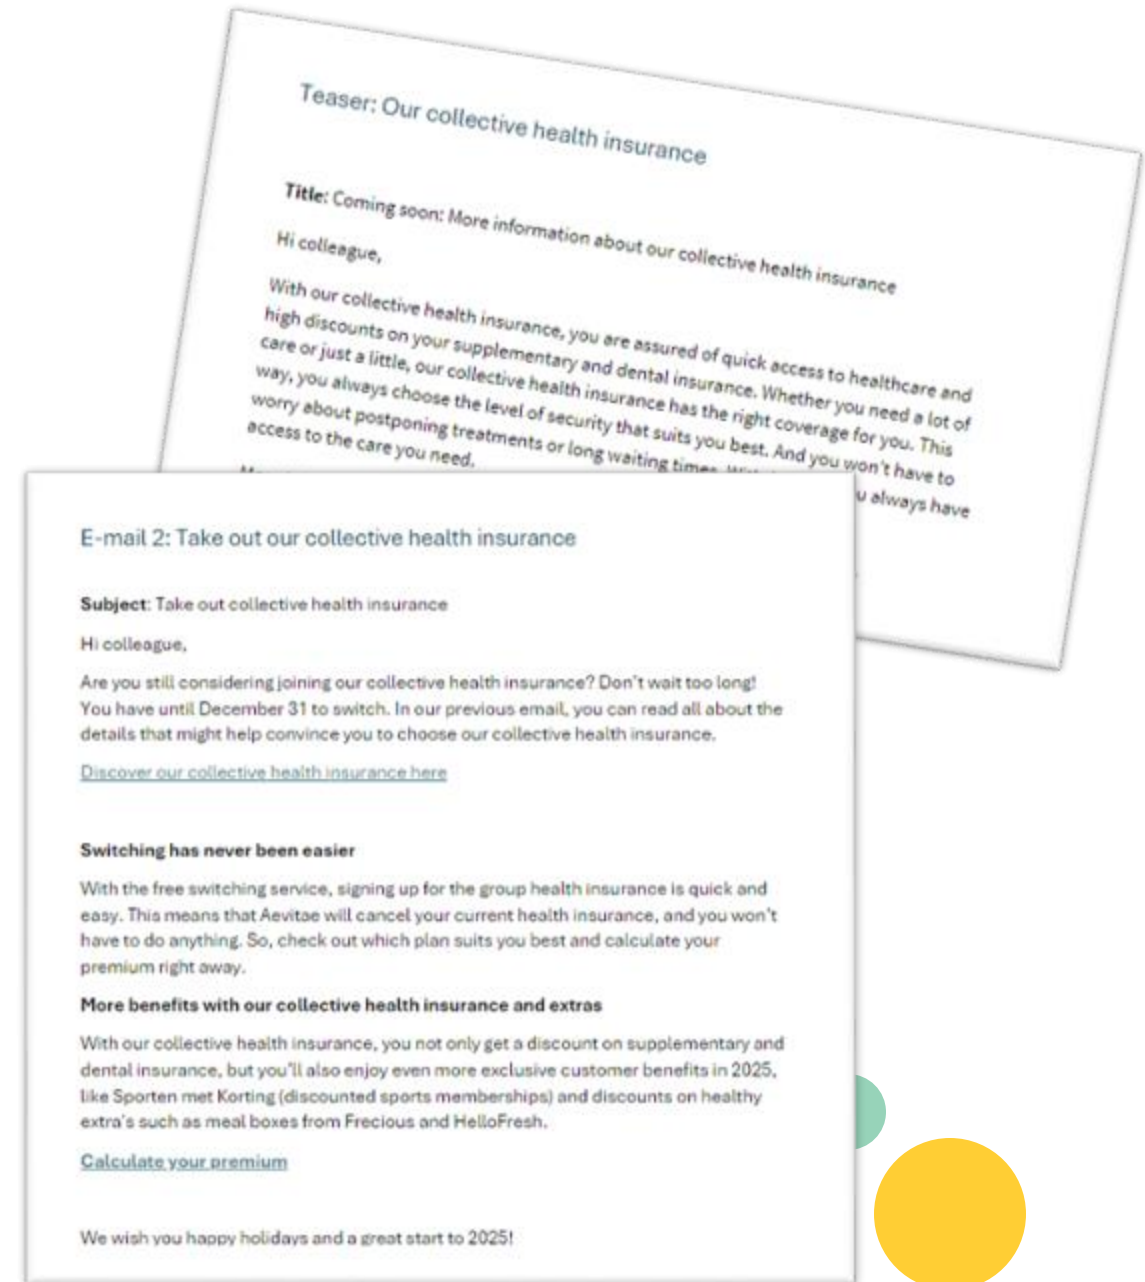 Teaser: Our collective health insurance
Title: Coming soon: More information about our collective health insurance
Hi colleague,
With our collective health insurance, you are assured of quick access to healthcare and
high discounts on your supplementary and dental insurance. Whether you need a lot of
care or just a little, our collective health insurance has the right coverage for you. This
way, you always choose the level of security that suits you best. And you won't have to
worry about postponing treatments or long waiting times. u always have
access to the care you need.
E-mail 2: Take out our collective health insurance
Subject: Take out collective health insurance
Hi colleague,
Are you still considering joining our collective health insurance? Don't wait too long!
You have until December 31 to switch. In our previous email, you can read all about the
details that might help convince you to choose our collective health insurance.
Discover our collective health insurance here
Switching has never been easier
With the free switching service, signing up for the group health insurance is quick and
easy. This means that Aevitae will cancel your current health insurance, and you won't
have to do anything. So, check out which plan suits you best and calculate your
premium right away.
More benefits with our collective health insurance and extras
With our collective health insurance, you not only get a discount on supplementary and
dental insurance, but you'll also enjoy even more exclusive customer benefits in 2025,
like Sporten met Korting (discounted sports memberships) and discounts on healthy
extra's such as meal boxes from Frecious and HelloFresh.
Calculate your premium
We wish you happy holidays and a great start to 2025!